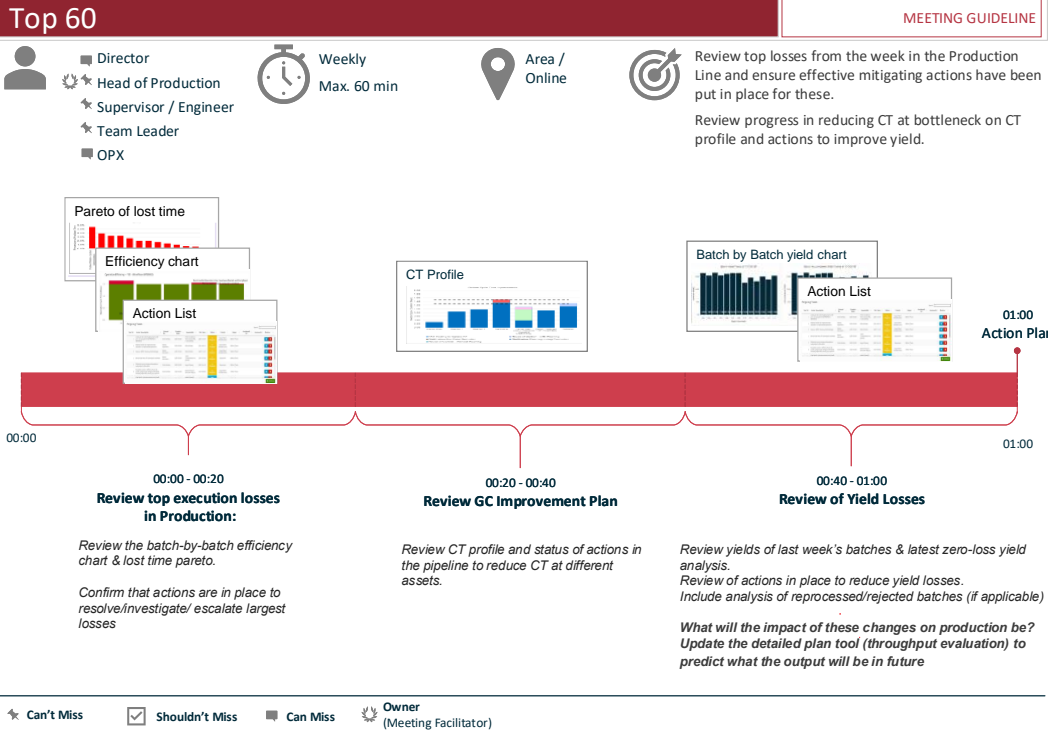 Top 60
MEETING GUIDELINE
Director
Head of Production
Supervisor / Engineer
Team Leader
OPX
Weekly
Max. 60 min
Area /
Online
Review top losses from the week in the Production
Line and ensure effective mitigating actions have been
put in place for these.
Review progress in reducing CT at bottleneck on CT
profile and actions to improve yield.
Pareto of lost time
Efficiency chart
Action List
CT Profile
Batch by Batch yield chart
Action List
01:00
Action Plan
00:00
01:00
00:00 - 00:20
Review top execution losses
in Production:
Review the batch-by-batch efficiency
chart & lost time pareto.
Confirm that actions are in place to
resolve/investigate/ escalate largest
losses
00:20 - 00:40
Review GC Improvement Plan
Review CT profile and status of actions in
the pipeline to reduce CT at different
assets.
00:40 - 01:00
Review of Yield Losses
Review yields of last week's batches & latest zero-loss yield
analysis.
Review of actions in place to reduce yield losses.
Include analysis of reprocessed/rejected batches (if applicable)
.
What will the impact of these changes on production be?
Update the detailed plan tool (throughput evaluation) to
predict what the output will be in future
Can't Miss
Shouldn't Miss
Can Miss
Owner
(Meeting Facilitator)